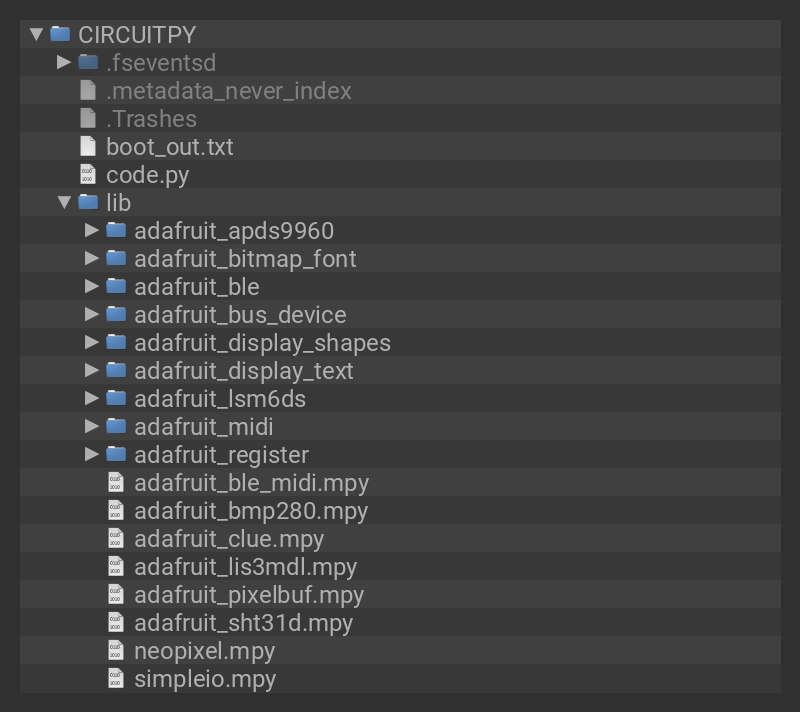 CIRCUITPY
.fseventsd
.metadata_never_index
.Trashes
boot_out.txt
code.py
lib
adafruit_apds9960
adafruit_bitmap_font
adafruit_ble
adafruit_bus_device
adafruit_display_shapes
adafruit_display_text
adafruit_lsm6ds
adafruit_midi
adafruit_register
adafruit_ble_midi.mpy
adafruit_bmp280.mpy
adafruit_clue.mpy
adafruit_lis3mdl.mpy
adafruit_pixelbuf.mpy
adafruit_sht31d.mpy
neopixel.mpy
simpleio.mpy